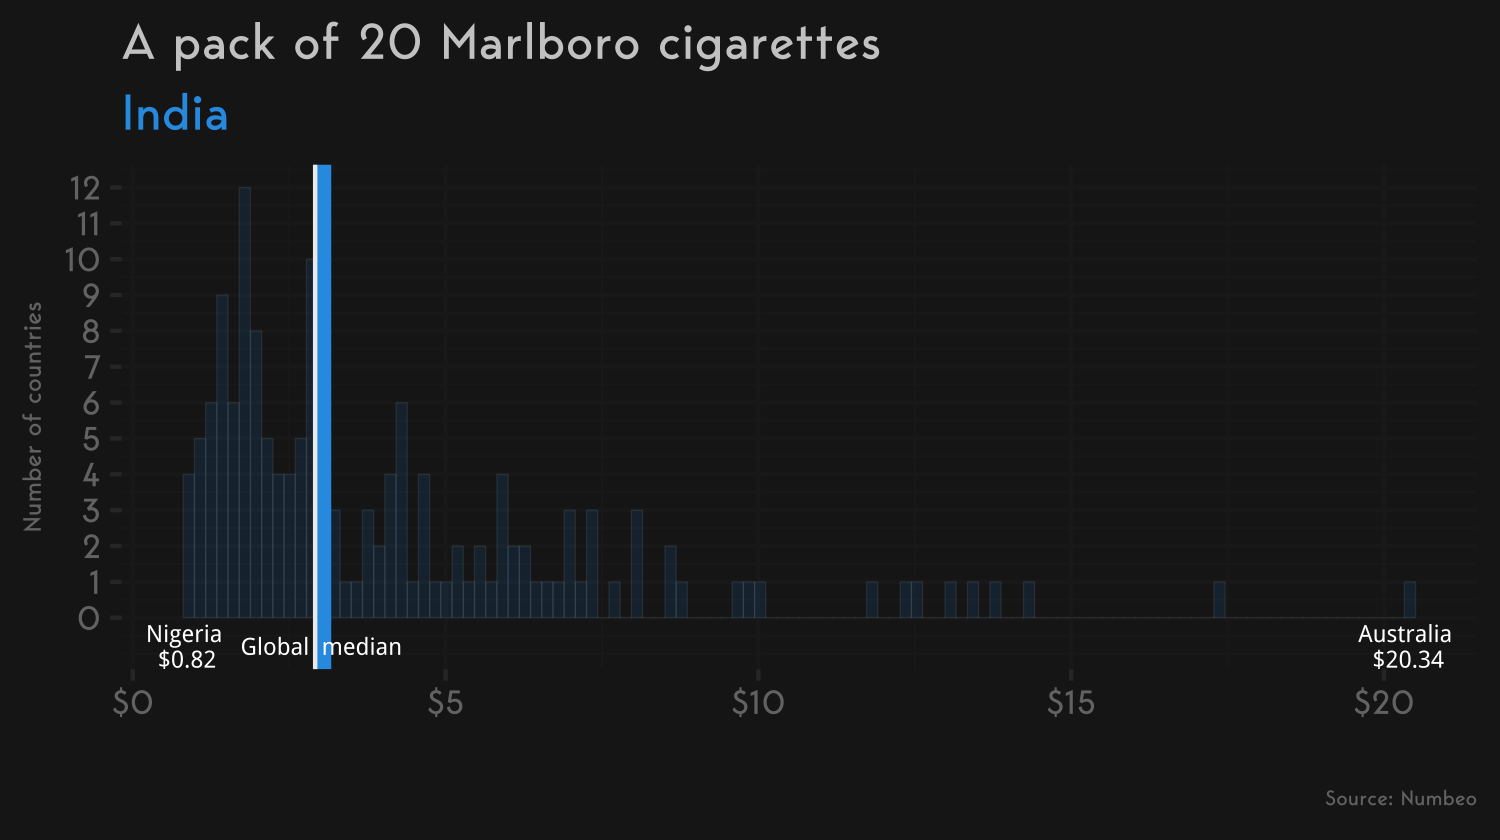 A pack of 20 Marlboro cigarettes
India
Number of countries
12
11
10
9
8
7
6
5
4
3
2
1
0
Nigeria
$0.82
Global median
Australia
$20.34
$0
$5
$10
$15
$20
Source: Numbeo